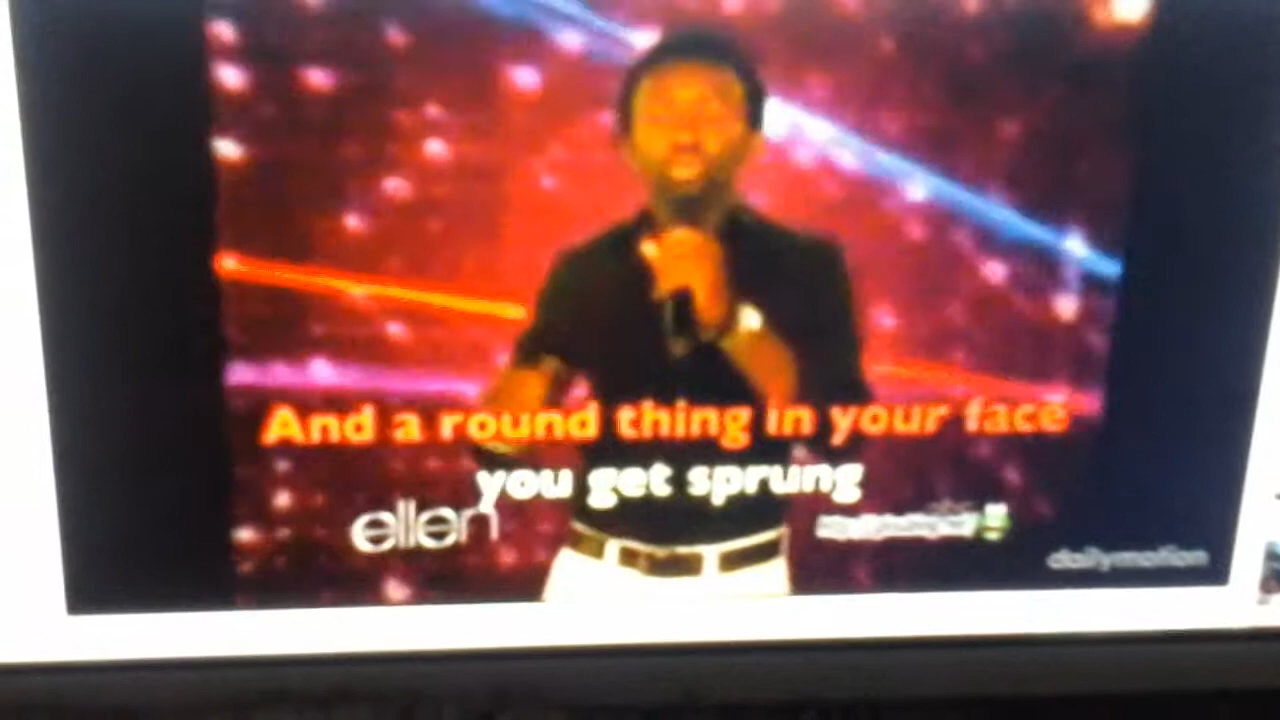 And a round thing in your face
you get sprung
ellen
dailymotion